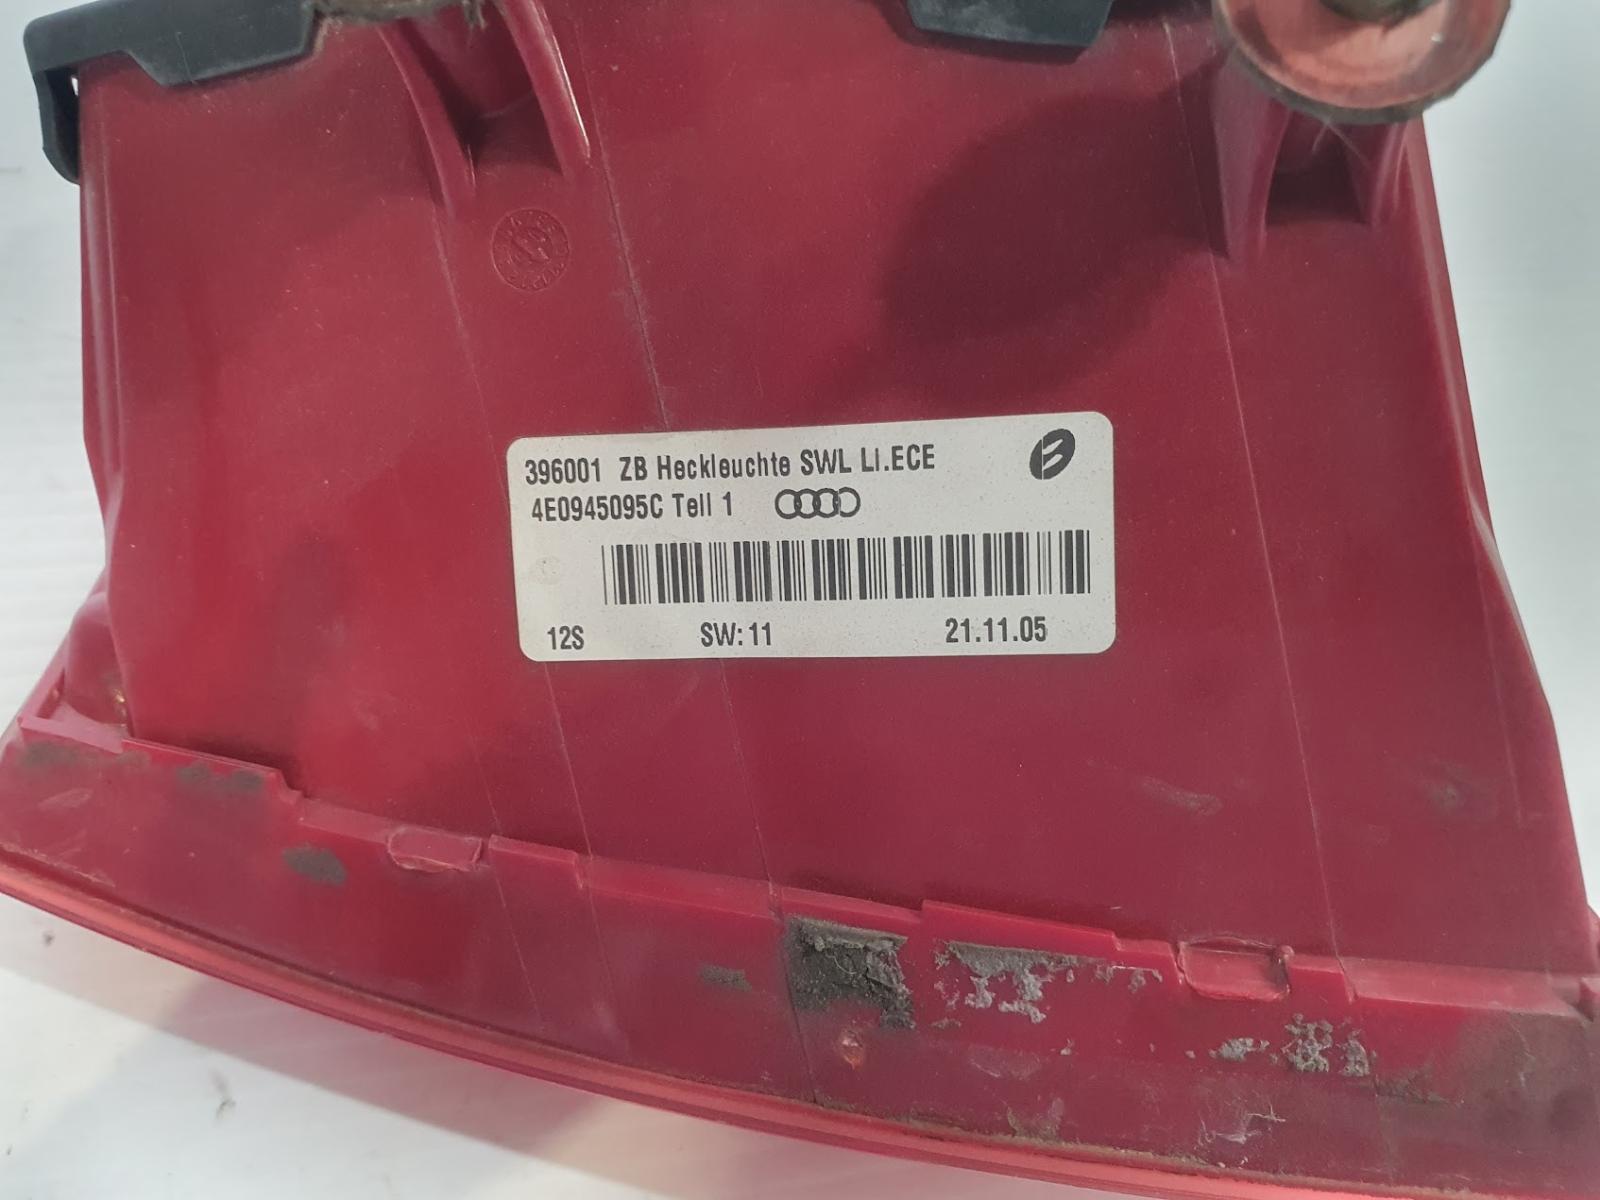 396001 ZB Heckleuchte SWL LI.ECE
4E0945095C Teil 1
12S SW: 11 21.11.05